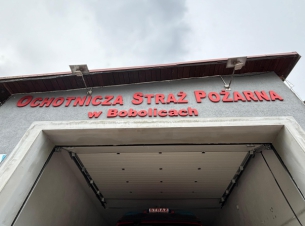 OCHOTNICZA STRAŻ POŻARNA
w Bobolicach